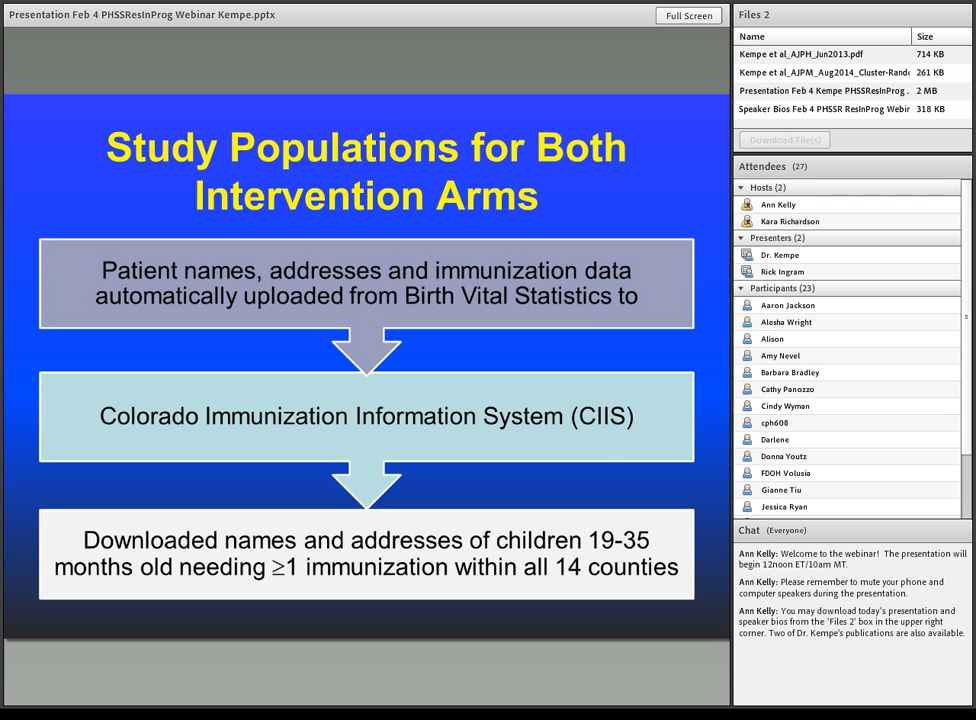 Presentation Feb 4 PHSSResInProg Webinar Kempe.pptx
Full Screen
Study Populations for Both
Intervention Arms
Patient names, addresses and immunization data
automatically uploaded from Birth Vital Statistics to
Colorado Immunization Information System (CIIS)
Downloaded names and addresses of children 19-35
months old needing ≥1 immunization within all 14 counties
Files 2
Name Size
Kempe et al_AJPH_Jun2013.pdf 714 KB
Kempe et al_AJPM_Aug2014_Cluster-Rando 261 KB
Presentation Feb 4 Kempe PHSSResInProg . 2 MB
Speaker Bios Feb 4 PHSSR ResInProg Webir 318 KB
Download File(s)
Attendees (27)
Hosts (2)
Ann Kelly
Kara Richardson
Presenters (2)
Dr. Kempe
Rick Ingram
Participants (23)
Aaron Jackson
Alesha Wright
Alison
Amy Nevel
Barbara Bradley
Cathy Panozzo
Cindy Wyman
cph608
Darlene
Donna Youtz
FDOH Volusia
Gianne Tiu
Jessica Ryan
Chat (Everyone)
Ann Kelly: Welcome to the webinar! The presentation will
begin 12noon ET/10am MT.
Ann Kelly: Please remember to mute your phone and
computer speakers during the presentation.
Ann Kelly: You may download today's presentation and
speaker bios from the 'Files 2' box in the upper right
corner. Two of Dr. Kempe's publications are also available.